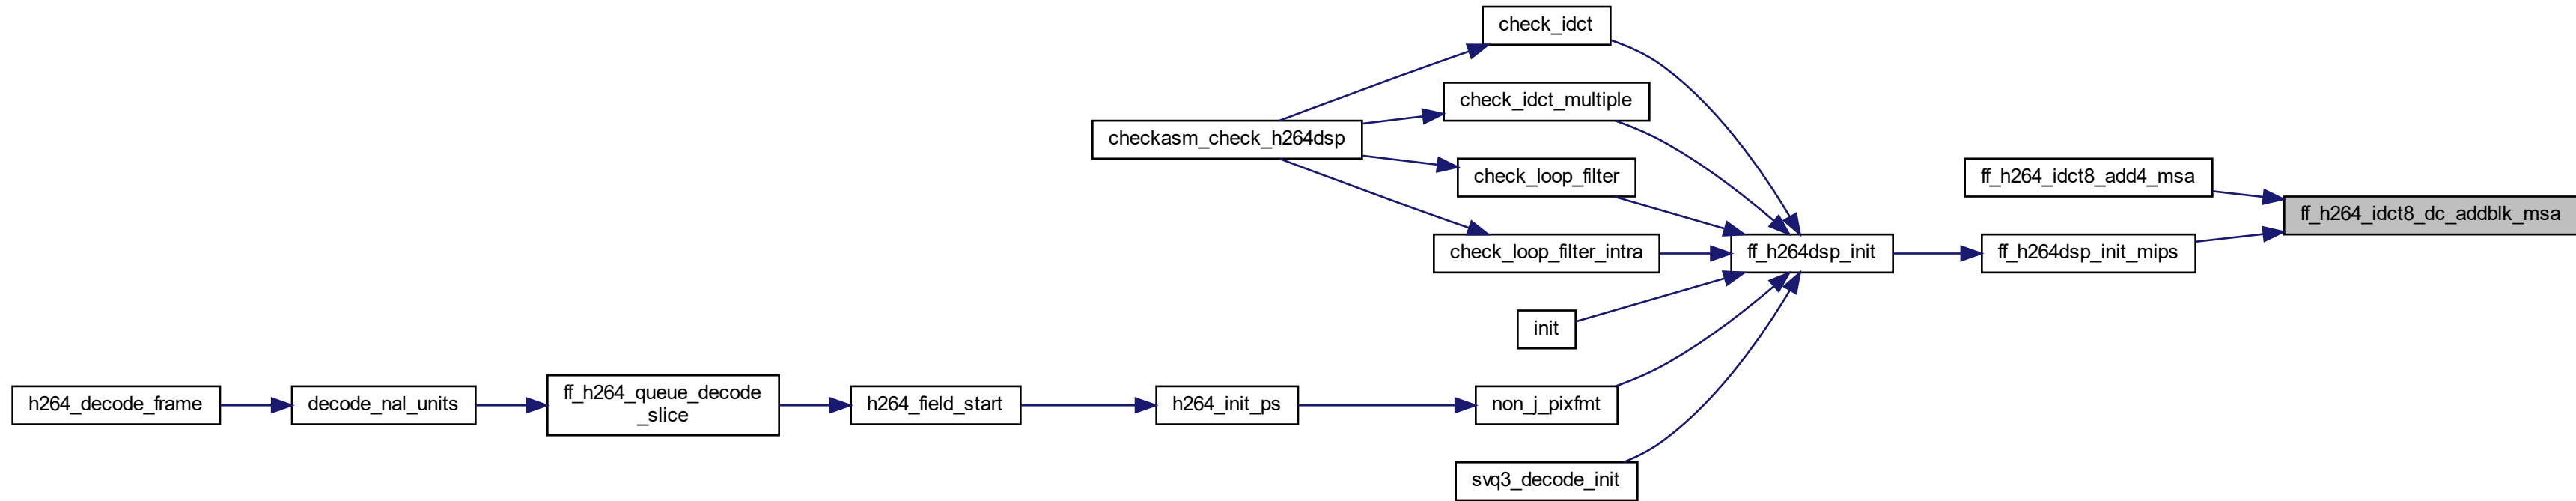 check_idct
check_idct_multiple
checkasm_check_h264dsp
check_loop_filter
ff_h264_idct8_add4_msa
ff_h264_idct8_dc_addblk_msa
check_loop_filter_intra
ff_h264dsp_init
ff_h264dsp_init_mips
init
h264_decode_frame
decode_nal_units
ff_h264_queue_decode
_slice
h264_field_start
h264_init_ps
non_j_pixfmt
svq3_decode_init